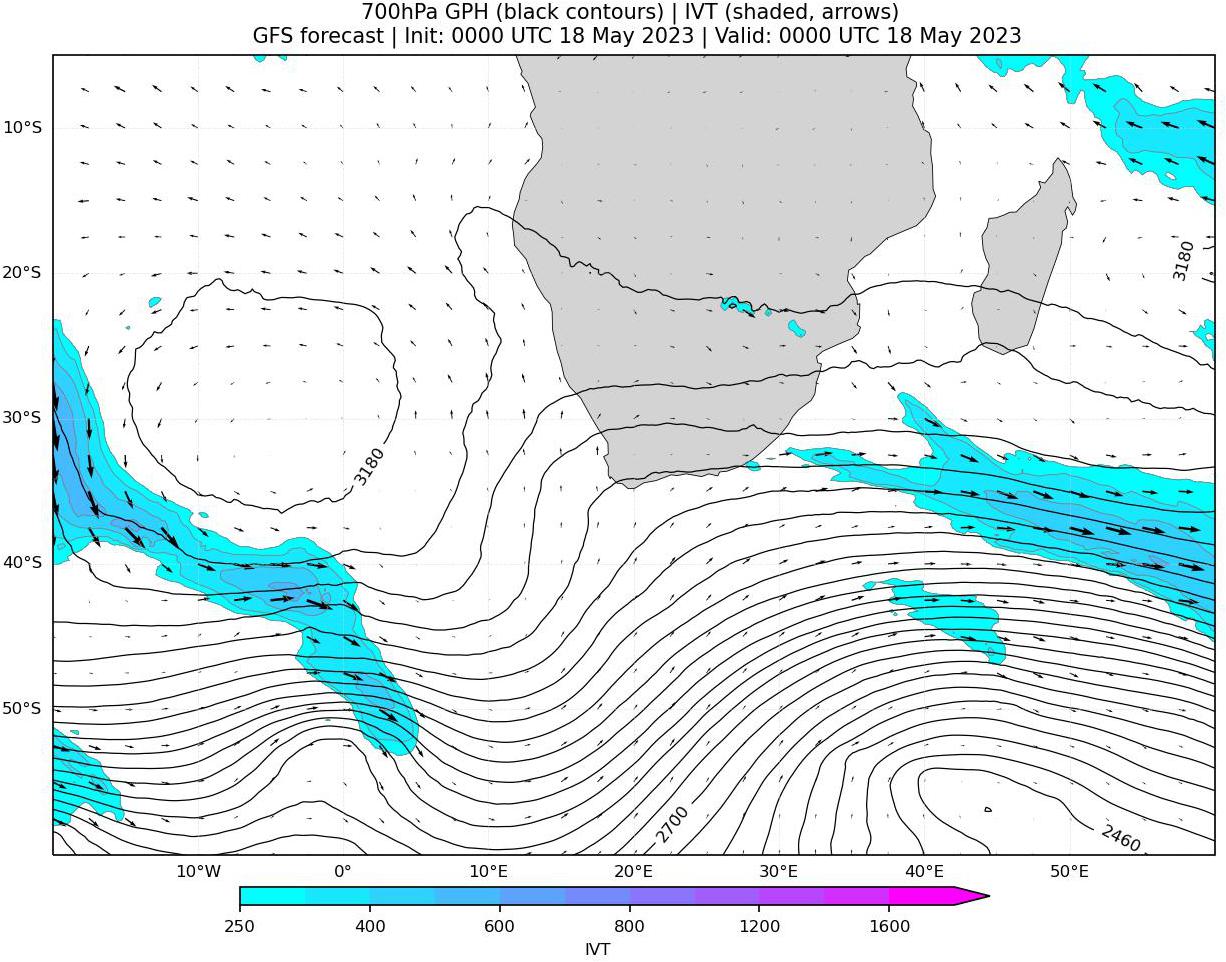 700hPa GPH (black contours) | IVT (shaded, arrows)
GFS forecast | Init: 0000 UTC 18 May 2023 | Valid: 0000 UTC 18 May 2023
10°S
20°S
30°S
40°S
50°S
3180
3180
2700
2460
10°W 0° 10°E 20°E 30°E 40°E 50°E
250 400 600 800 1200 1600
IVT